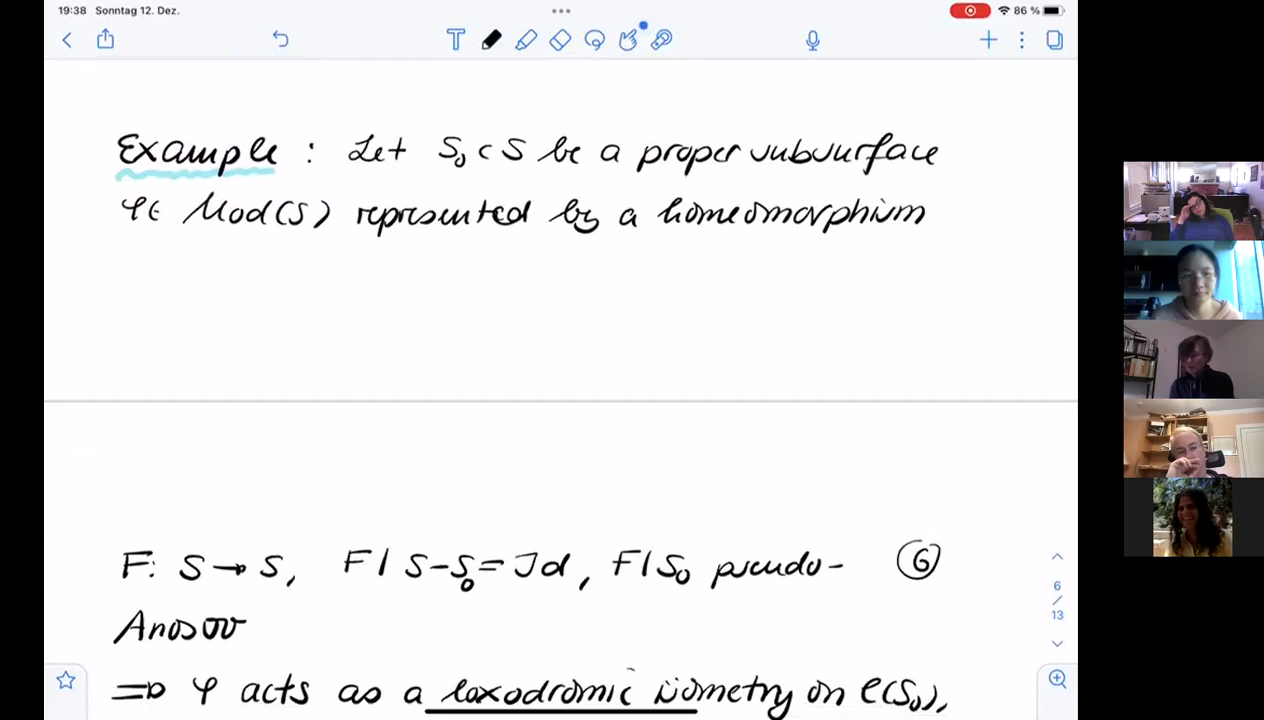 19:38 Sonntag 12. Dez.
86 %
Example : Let S₀ ⊂ S be a proper subsurface
φ ∈ Mod(S) represented by a homeomorphism
F: S → S, F | S-S₀ = Id, F | S₀ pseudo- ⑥
Anosov
⇒ φ acts as a loxodromic isometry on C(S₀),
6
/
13